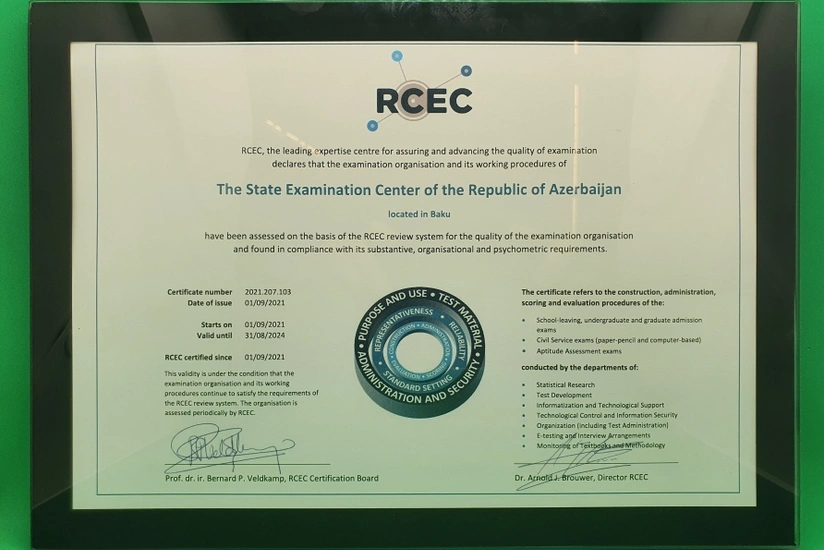 RCEC
RCEC, the leading expertise centre for assuring and advancing the quality of examination
declares that the examination organisation and its working procedures of
The State Examination Center of the Republic of Azerbaijan
located in Baku
have been assessed on the basis of the RCEC review system for the quality of the examination organisation
and found in compliance with its substantive, organisational and psychometric requirements.
Certificate number 2021.207.103
Date of issue 01/09/2021
Starts on 01/09/2021
Valid until 31/08/2024
RCEC certified since 01/09/2021
This validity is under the condition that the
examination organisation and its working
procedures continue to satisfy the requirements of
the RCEC review system. The organisation is
assessed periodically by RCEC.
PURPOSE AND USE • TEST MATERIAL •
ADMINISTRATION AND SECURITY •
REPRESENTATIVENESS • RELIABILITY •
STANDARD SETTING •
CONSTRUCTION • ADMINISTRATION •
EVALUATION • SCORING •
The certificate refers to the construction, administration,
scoring and evaluation procedures of the:
• School-leaving, undergraduate and graduate admission
exams
• Civil Service exams (paper-pencil and computer-based)
• Aptitude Assessment exams
conducted by the departments of:
• Statistical Research
• Test Development
• Informatization and Technological Support
• Technological Control and Information Security
• Organization (including Test Administration)
• E-testing and Interview Arrangements
• Monitoring of Textbooks and Methodology
Prof. dr. ir. Bernard P. Veldkamp, RCEC Certification Board
Dr. Arnold J. Brouwer, Director RCEC